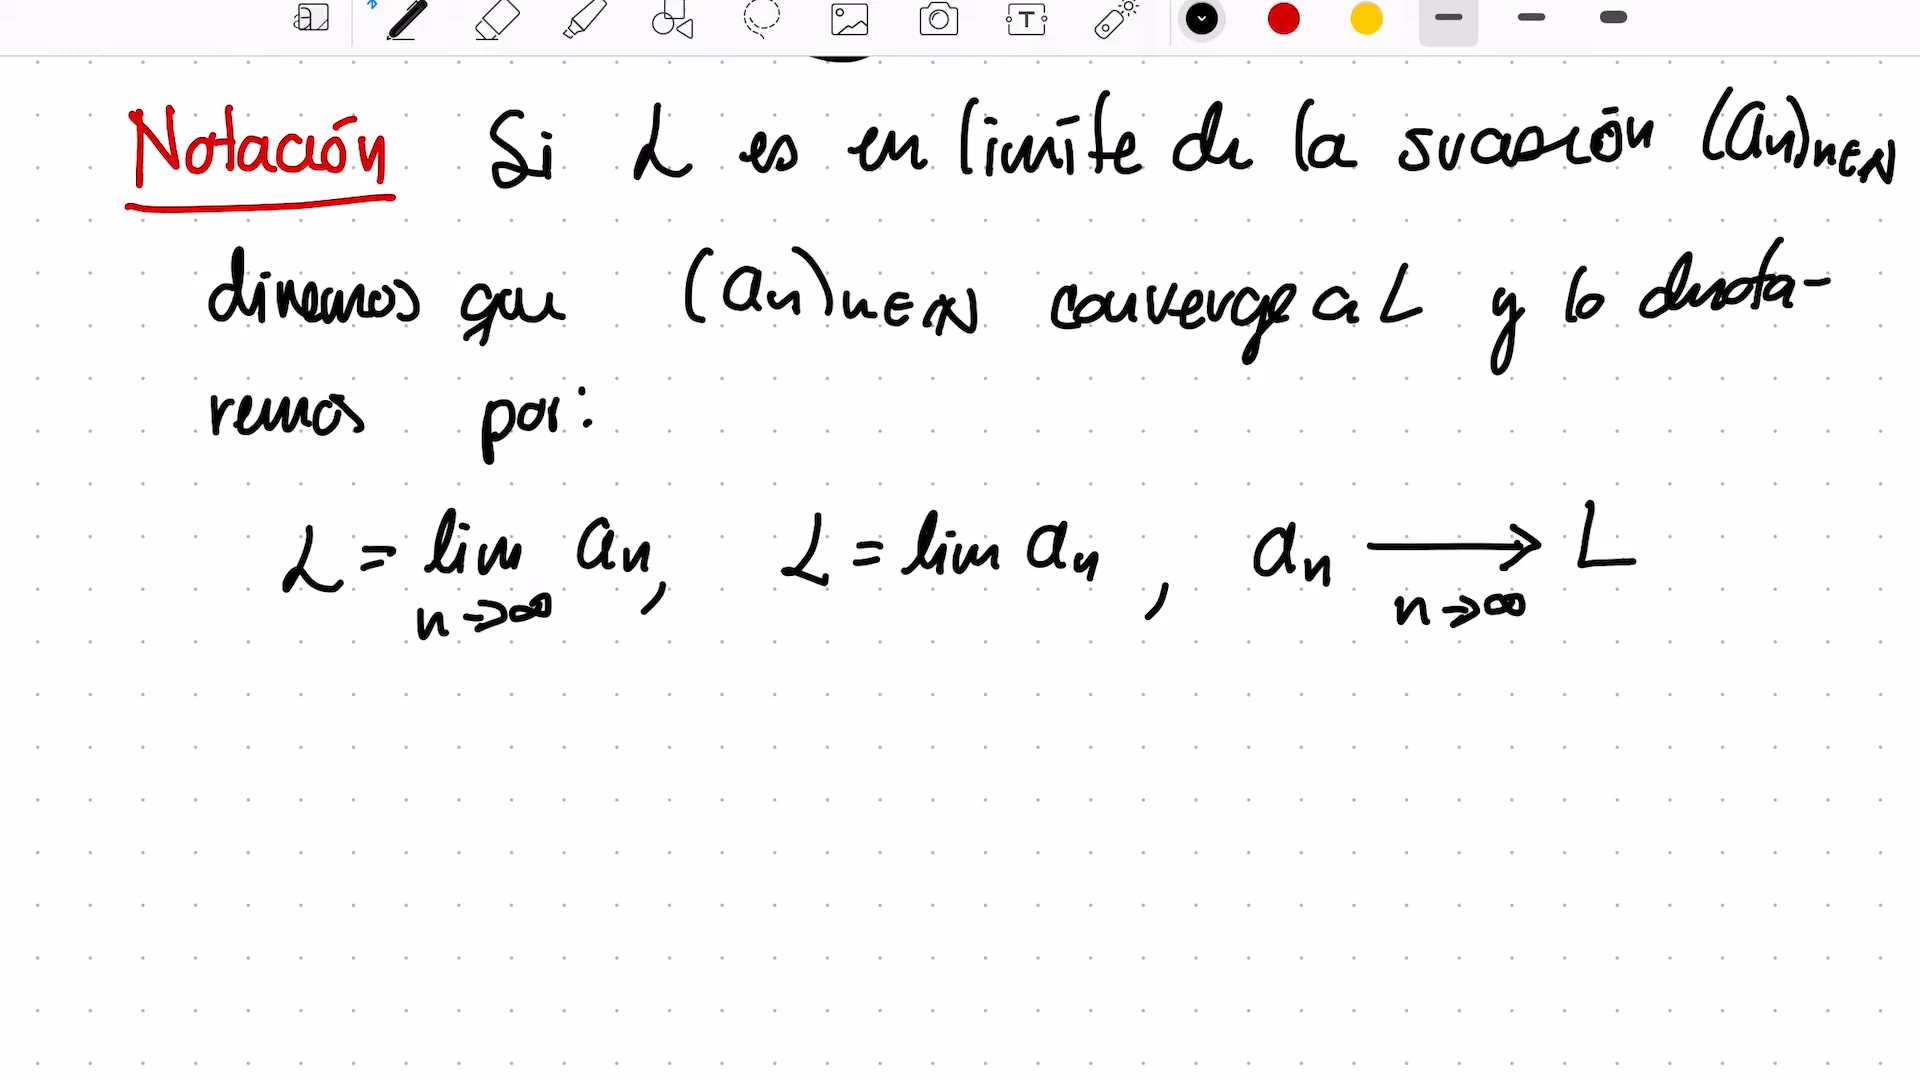 Notación Si L es un límite de la sucesión (aₙ)ₙ∈ℕ
diremos que (aₙ)ₙ∈ℕ converge a L y lo denota-
remos por:
L = lim aₙ, L = lim aₙ , aₙ ⟶ L
n→∞ n→∞